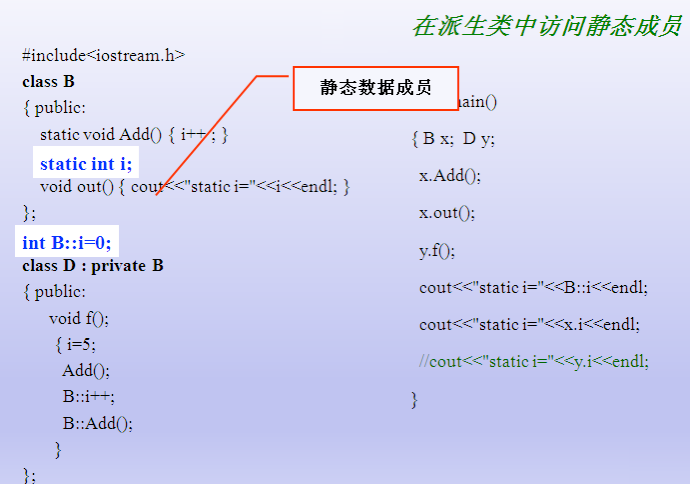 在派生类中访问静态成员
#include<iostream.h>
class B
{ public:
static void Add() { i++ ; }
static int i;
void out() { cout<<"static i="<<i<<endl; }
};
int B::i=0;
class D : private B
{ public:
void f();
{ i=5;
Add();
B::i++;
B::Add();
}
};
静态数据成员
main()
{ B x; D y;
x.Add();
x.out();
y.f();
cout<<"static i="<<B::i<<endl;
cout<<"static i="<<x.i<<endl;
//cout<<"static i="<<y.i<<endl;
}